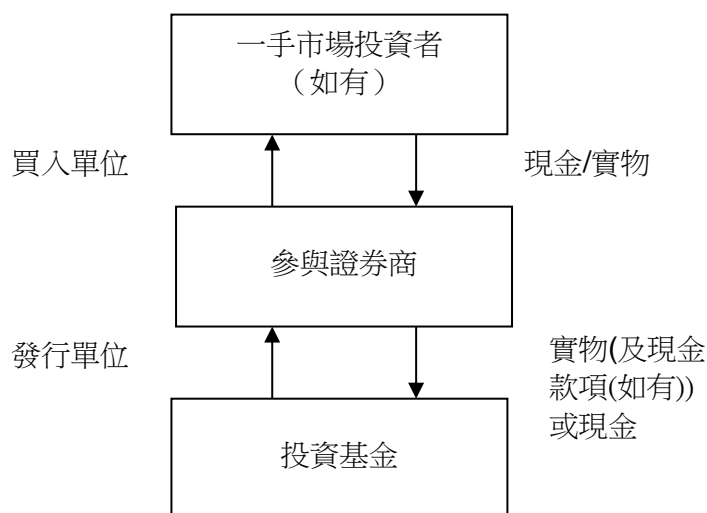 一手市場投資者
（如有）
買入單位
現金/實物
參與證券商
發行單位
實物(及現金
款項(如有))
或現金
投資基金